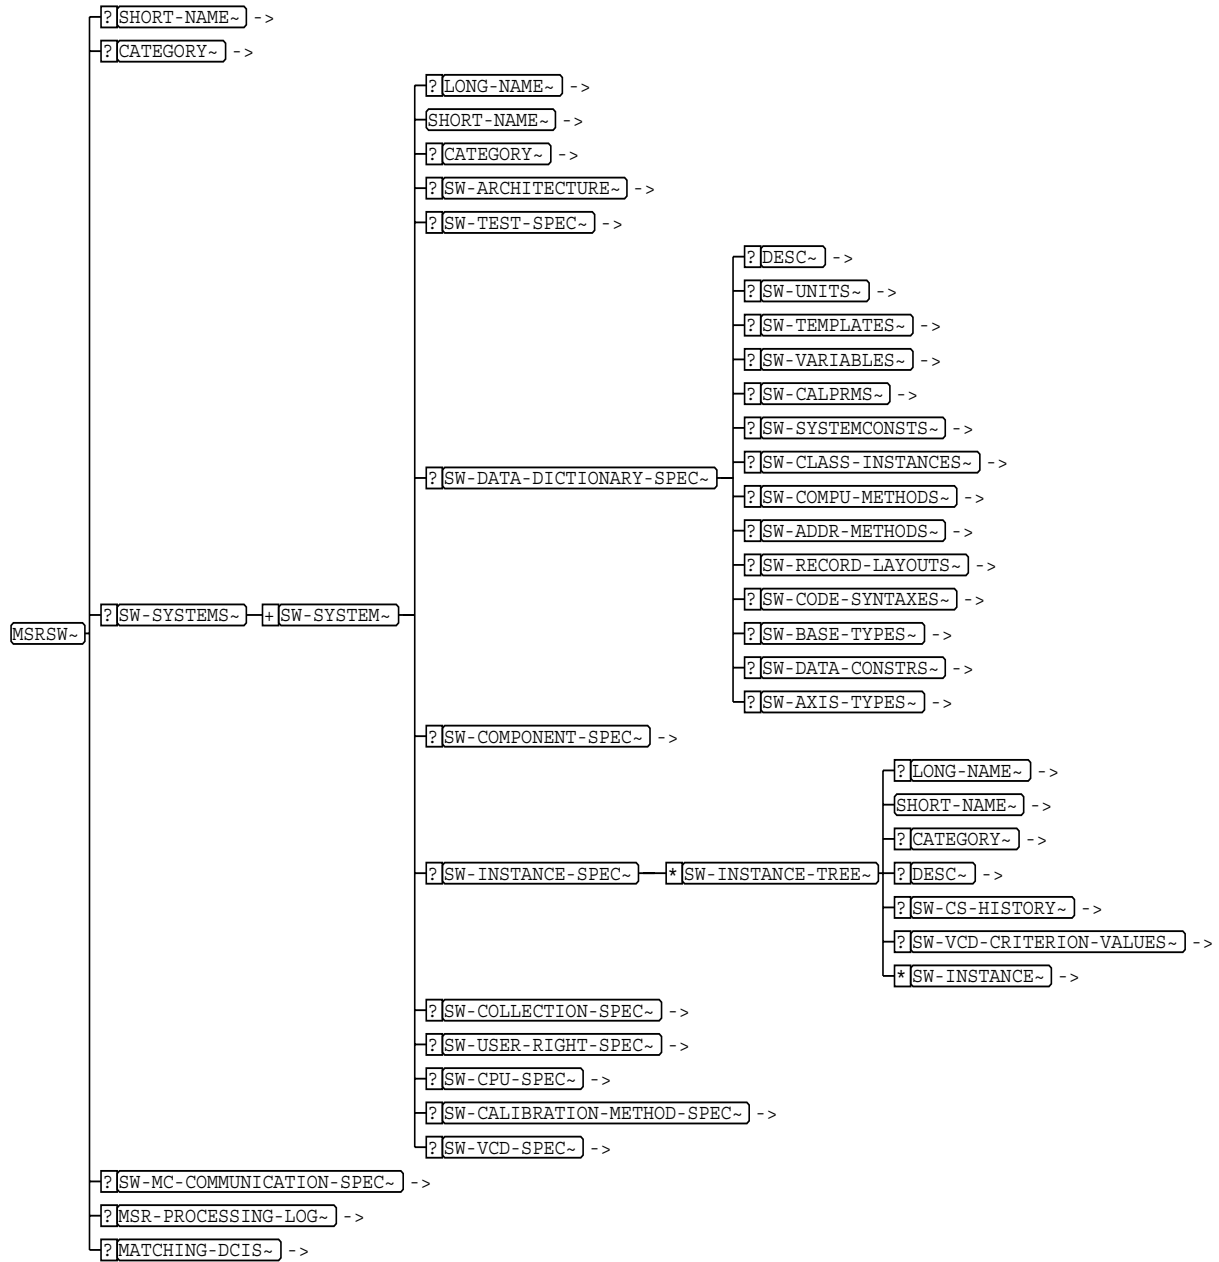 ?SHORT-NAME~ ->
?CATEGORY~ ->
?LONG-NAME~ ->
SHORT-NAME~ ->
?CATEGORY~ ->
?SW-ARCHITECTURE~ ->
?SW-TEST-SPEC~ ->
?DESC~ ->
?SW-UNITS~ ->
?SW-TEMPLATES~ ->
?SW-VARIABLES~ ->
?SW-CALPRMS~ ->
?SW-SYSTEMCONSTS~ ->
?SW-CLASS-INSTANCES~ ->
?SW-DATA-DICTIONARY-SPEC~
?SW-COMPU-METHODS~ ->
?SW-ADDR-METHODS~ ->
?SW-RECORD-LAYOUTS~ ->
?SW-CODE-SYNTAXES~ ->
?SW-SYSTEMS~ +SW-SYSTEM~
MSRSW~
?SW-BASE-TYPES~ ->
?SW-DATA-CONSTRS~ ->
?SW-AXIS-TYPES~ ->
?SW-COMPONENT-SPEC~ ->
?LONG-NAME~ ->
SHORT-NAME~ ->
?CATEGORY~ ->
?SW-INSTANCE-SPEC~ *SW-INSTANCE-TREE~ ?DESC~ ->
?SW-CS-HISTORY~ ->
?SW-VCD-CRITERION-VALUES~ ->
*SW-INSTANCE~ ->
?SW-COLLECTION-SPEC~ ->
?SW-USER-RIGHT-SPEC~ ->
?SW-CPU-SPEC~ ->
?SW-CALIBRATION-METHOD-SPEC~ ->
?SW-VCD-SPEC~ ->
?SW-MC-COMMUNICATION-SPEC~ ->
?MSR-PROCESSING-LOG~ ->
?MATCHING-DCIS~ ->